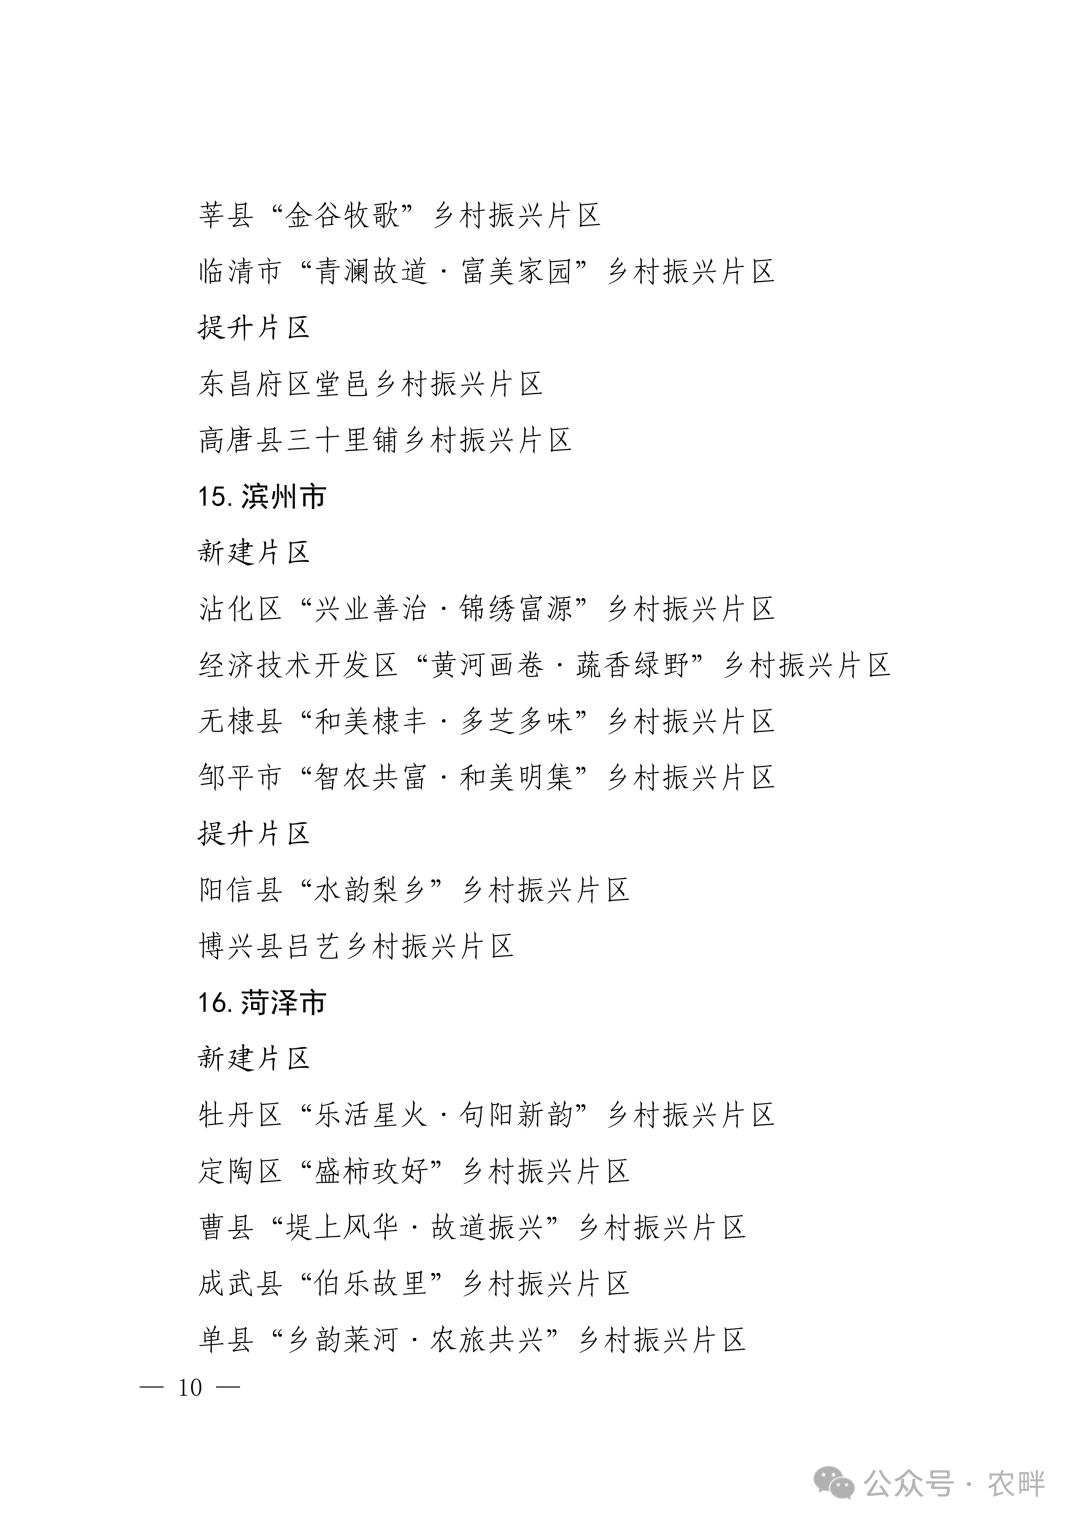 莘县“金谷牧歌”乡村振兴片区
临清市“青澜故道·富美家园”乡村振兴片区
提升片区
东昌府区堂邑乡村振兴片区
高唐县三十里铺乡村振兴片区
15.滨州市
新建片区
沾化区“兴业善治·锦绣富源”乡村振兴片区
经济技术开发区“黄河画卷·蔬香绿野”乡村振兴片区
无棣县“和美棣丰·多芝多味”乡村振兴片区
邹平市“智农共富·和美明集”乡村振兴片区
提升片区
阳信县“水韵梨乡”乡村振兴片区
博兴县吕艺乡村振兴片区
16.菏泽市
新建片区
牡丹区“乐活星火·句阳新韵”乡村振兴片区
定陶区“盛柿玫好”乡村振兴片区
曹县“堤上风华·故道振兴”乡村振兴片区
成武县“伯乐故里”乡村振兴片区
单县“乡韵莱河·农旅共兴”乡村振兴片区
— 10 —
公众号·农畔